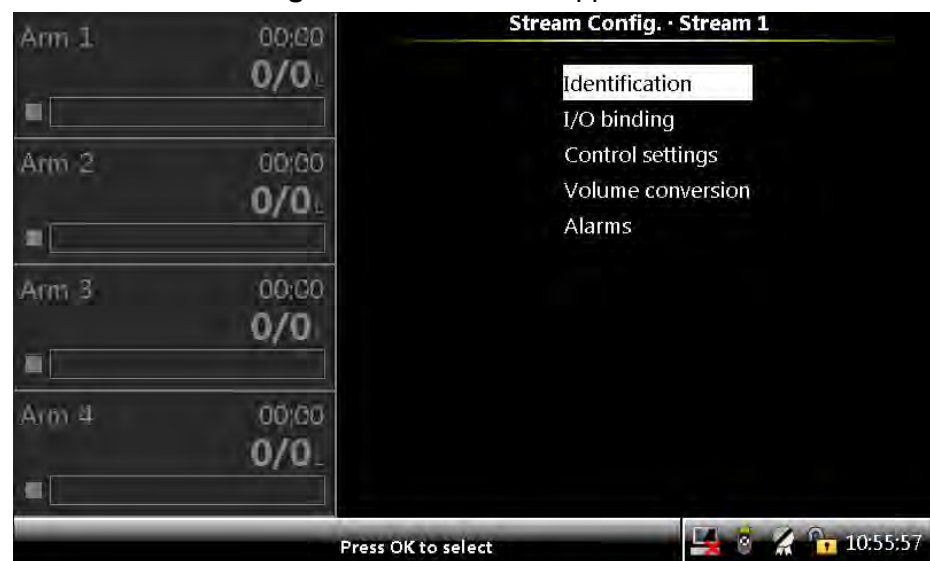 Stream Config. · Stream 1
Arm 1 00:00
0/0 L
Arm 2 00:00
0/0 L
Arm 3 00:00
0/0
Arm 4 00:00
0/0
Identification
I/O binding
Control settings
Volume conversion
Alarms
Press OK to select
10:55:57